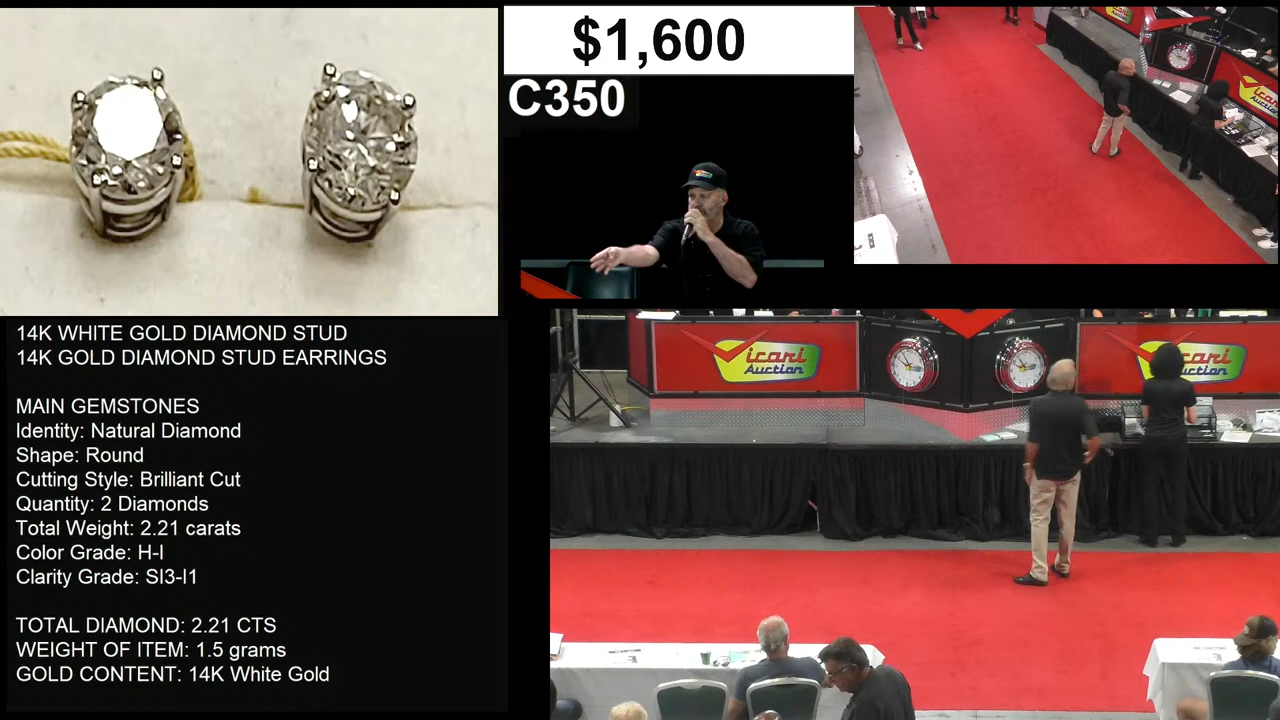 $1,600
C350
Vicari
Auction
14K WHITE GOLD DIAMOND STUD
14K GOLD DIAMOND STUD EARRINGS
MAIN GEMSTONES
Identity: Natural Diamond
Shape: Round
Cutting Style: Brilliant Cut
Quantity: 2 Diamonds
Total Weight: 2.21 carats
Color Grade: H-I
Clarity Grade: SI3-I1
TOTAL DIAMOND: 2.21 CTS
WEIGHT OF ITEM: 1.5 grams
GOLD CONTENT: 14K White Gold
Vicari
Auction
Vicari
Auction